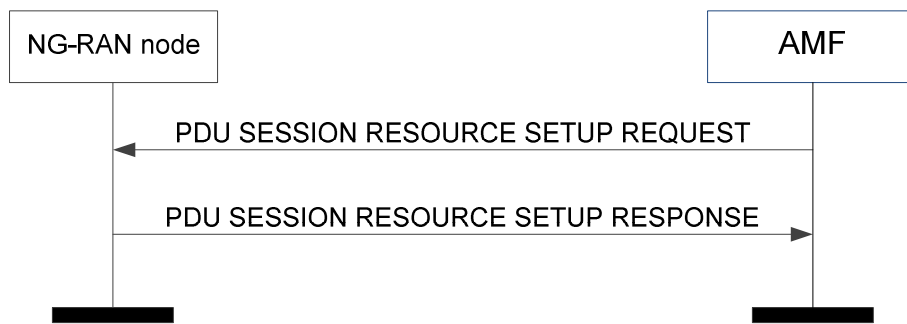 NG-RAN node
AMF
PDU SESSION RESOURCE SETUP REQUEST
PDU SESSION RESOURCE SETUP RESPONSE